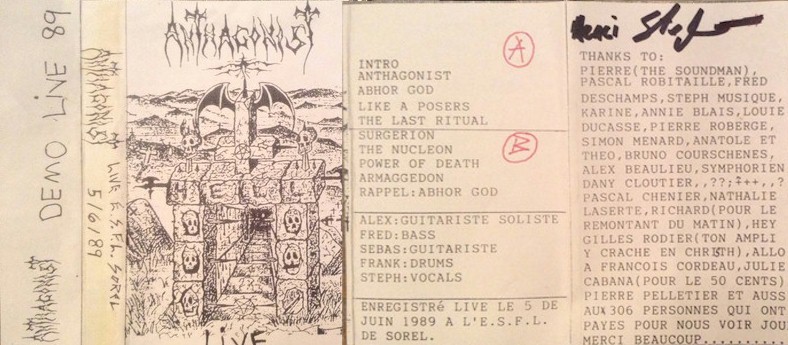 DEMO LIVE 89
ANTHAGONIST
ANTHAGONIST
LIVE E.S.F.L. SOREL
5/6/89
ANTHAGONIST
HELL
LIVE
A
INTRO
ANTHAGONIST
ABHOR GOD
LIKE A POSERS
THE LAST RITUAL
B
SURGERION
THE NUCLEON
POWER OF DEATH
ARMAGGEDON
RAPPEL:ABHOR GOD
ALEX:GUITARISTE SOLISTE
FRED:BASS
SEBAS:GUITARISTE
FRANK:DRUMS
STEPH:VOCALS
ENREGISTRé LIVE LE 5 DE
JUIN 1989 A L'E.S.F.L.
DE SOREL.
THANKS TO:
PIERRE(THE SOUNDMAN),
PASCAL ROBITAILLE,FRED
DESCHAMPS,STEPH MUSIQUE,
KARINE,ANNIE BLAIS,LOUIE
DUCASSE,PIERRE ROBERGE,
SIMON MENARD,ANATOLE ET
THEO,BRUNO COURSCHENES,
ALEX BEAULIEU,SYMPHORIEN
DANY CLOUTIER,,??;++,,?
PASCAL CHENIER,NATHALIE
LASERTE,RICHARD(POUR LE
REMONTANT DU MATIN),HEY
GILLES RODIER(TON AMPLI
Y CRACHE EN CHRISTH),ALLO
A FRANCOIS CORDEAU,JULIE
CABANA(POUR LE 50 CENTS)
PIERRE PELLETIER ET AUSS
AUX 306 PERSONNES QUI ONT
PAYES POUR NOUS VOIR JOU
MERCI BEAUCOUP..........